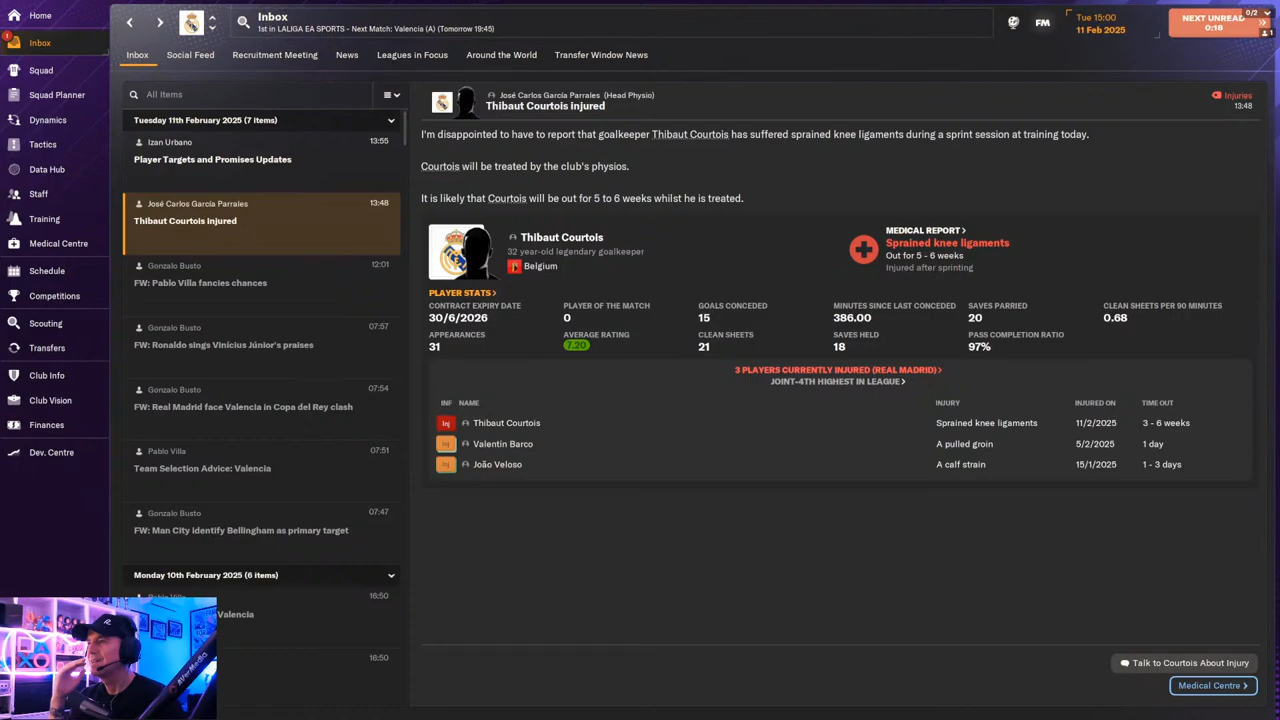 Home
Inbox
Squad
Squad Planner
Dynamics
Tactics
Data Hub
Staff
Training
Medical Centre
Schedule
Competitions
Scouting
Transfers
Club Info
Club Vision
Finances
Dev. Centre
Inbox
1st in LALIGA EA SPORTS - Next Match: Valencia (A) (Tomorrow 19:45)
FM
Tue 15:00
11 Feb 2025
NEXT UNREAD
0:18
0/2
1
Inbox Social Feed Recruitment Meeting News Leagues in Focus Around the World Transfer Window News
All Items
Tuesday 11th February 2025 (7 items)
Izan Urbano 13:55
Player Targets and Promises Updates
José Carlos García Parrales 13:48
Thibaut Courtois injured
Gonzalo Busto 12:01
FW: Pablo Villa fancies chances
Gonzalo Busto 07:57
FW: Ronaldo sings Vinícius Júnior's praises
Gonzalo Busto 07:54
FW: Real Madrid face Valencia in Copa del Rey clash
Pablo Villa 07:51
Team Selection Advice: Valencia
Gonzalo Busto 07:47
FW: Man City identify Bellingham as primary target
Monday 10th February 2025 (6 items)
16:50
Valencia
16:50
AVerMedia
José Carlos García Parrales (Head Physio)
Thibaut Courtois injured
Injuries
13:48
I'm disappointed to have to report that goalkeeper Thibaut Courtois has suffered sprained knee ligaments during a sprint session at training today.
Courtois will be treated by the club's physios.
It is likely that Courtois will be out for 5 to 6 weeks whilst he is treated.
Thibaut Courtois
32 year-old legendary goalkeeper
Belgium
MEDICAL REPORT >
Sprained knee ligaments
Out for 5 - 6 weeks
Injured after sprinting
PLAYER STATS >
CONTRACT EXPIRY DATE PLAYER OF THE MATCH GOALS CONCEDED MINUTES SINCE LAST CONCEDED SAVES PARRIED CLEAN SHEETS PER 90 MINUTES
30/6/2026 0 15 386.00 20 0.68
APPEARANCES AVERAGE RATING CLEAN SHEETS SAVES HELD PASS COMPLETION RATIO
31 7.20 21 18 97%
3 PLAYERS CURRENTLY INJURED (REAL MADRID) >
JOINT-4TH HIGHEST IN LEAGUE >
INF NAME INJURY INJURED ON TIME OUT
Inj Thibaut Courtois Sprained knee ligaments 11/2/2025 3 - 6 weeks
Inj Valentín Barco A pulled groin 5/2/2025 1 day
Inj João Veloso A calf strain 15/1/2025 1 - 3 days
Talk to Courtois About Injury
Medical Centre >